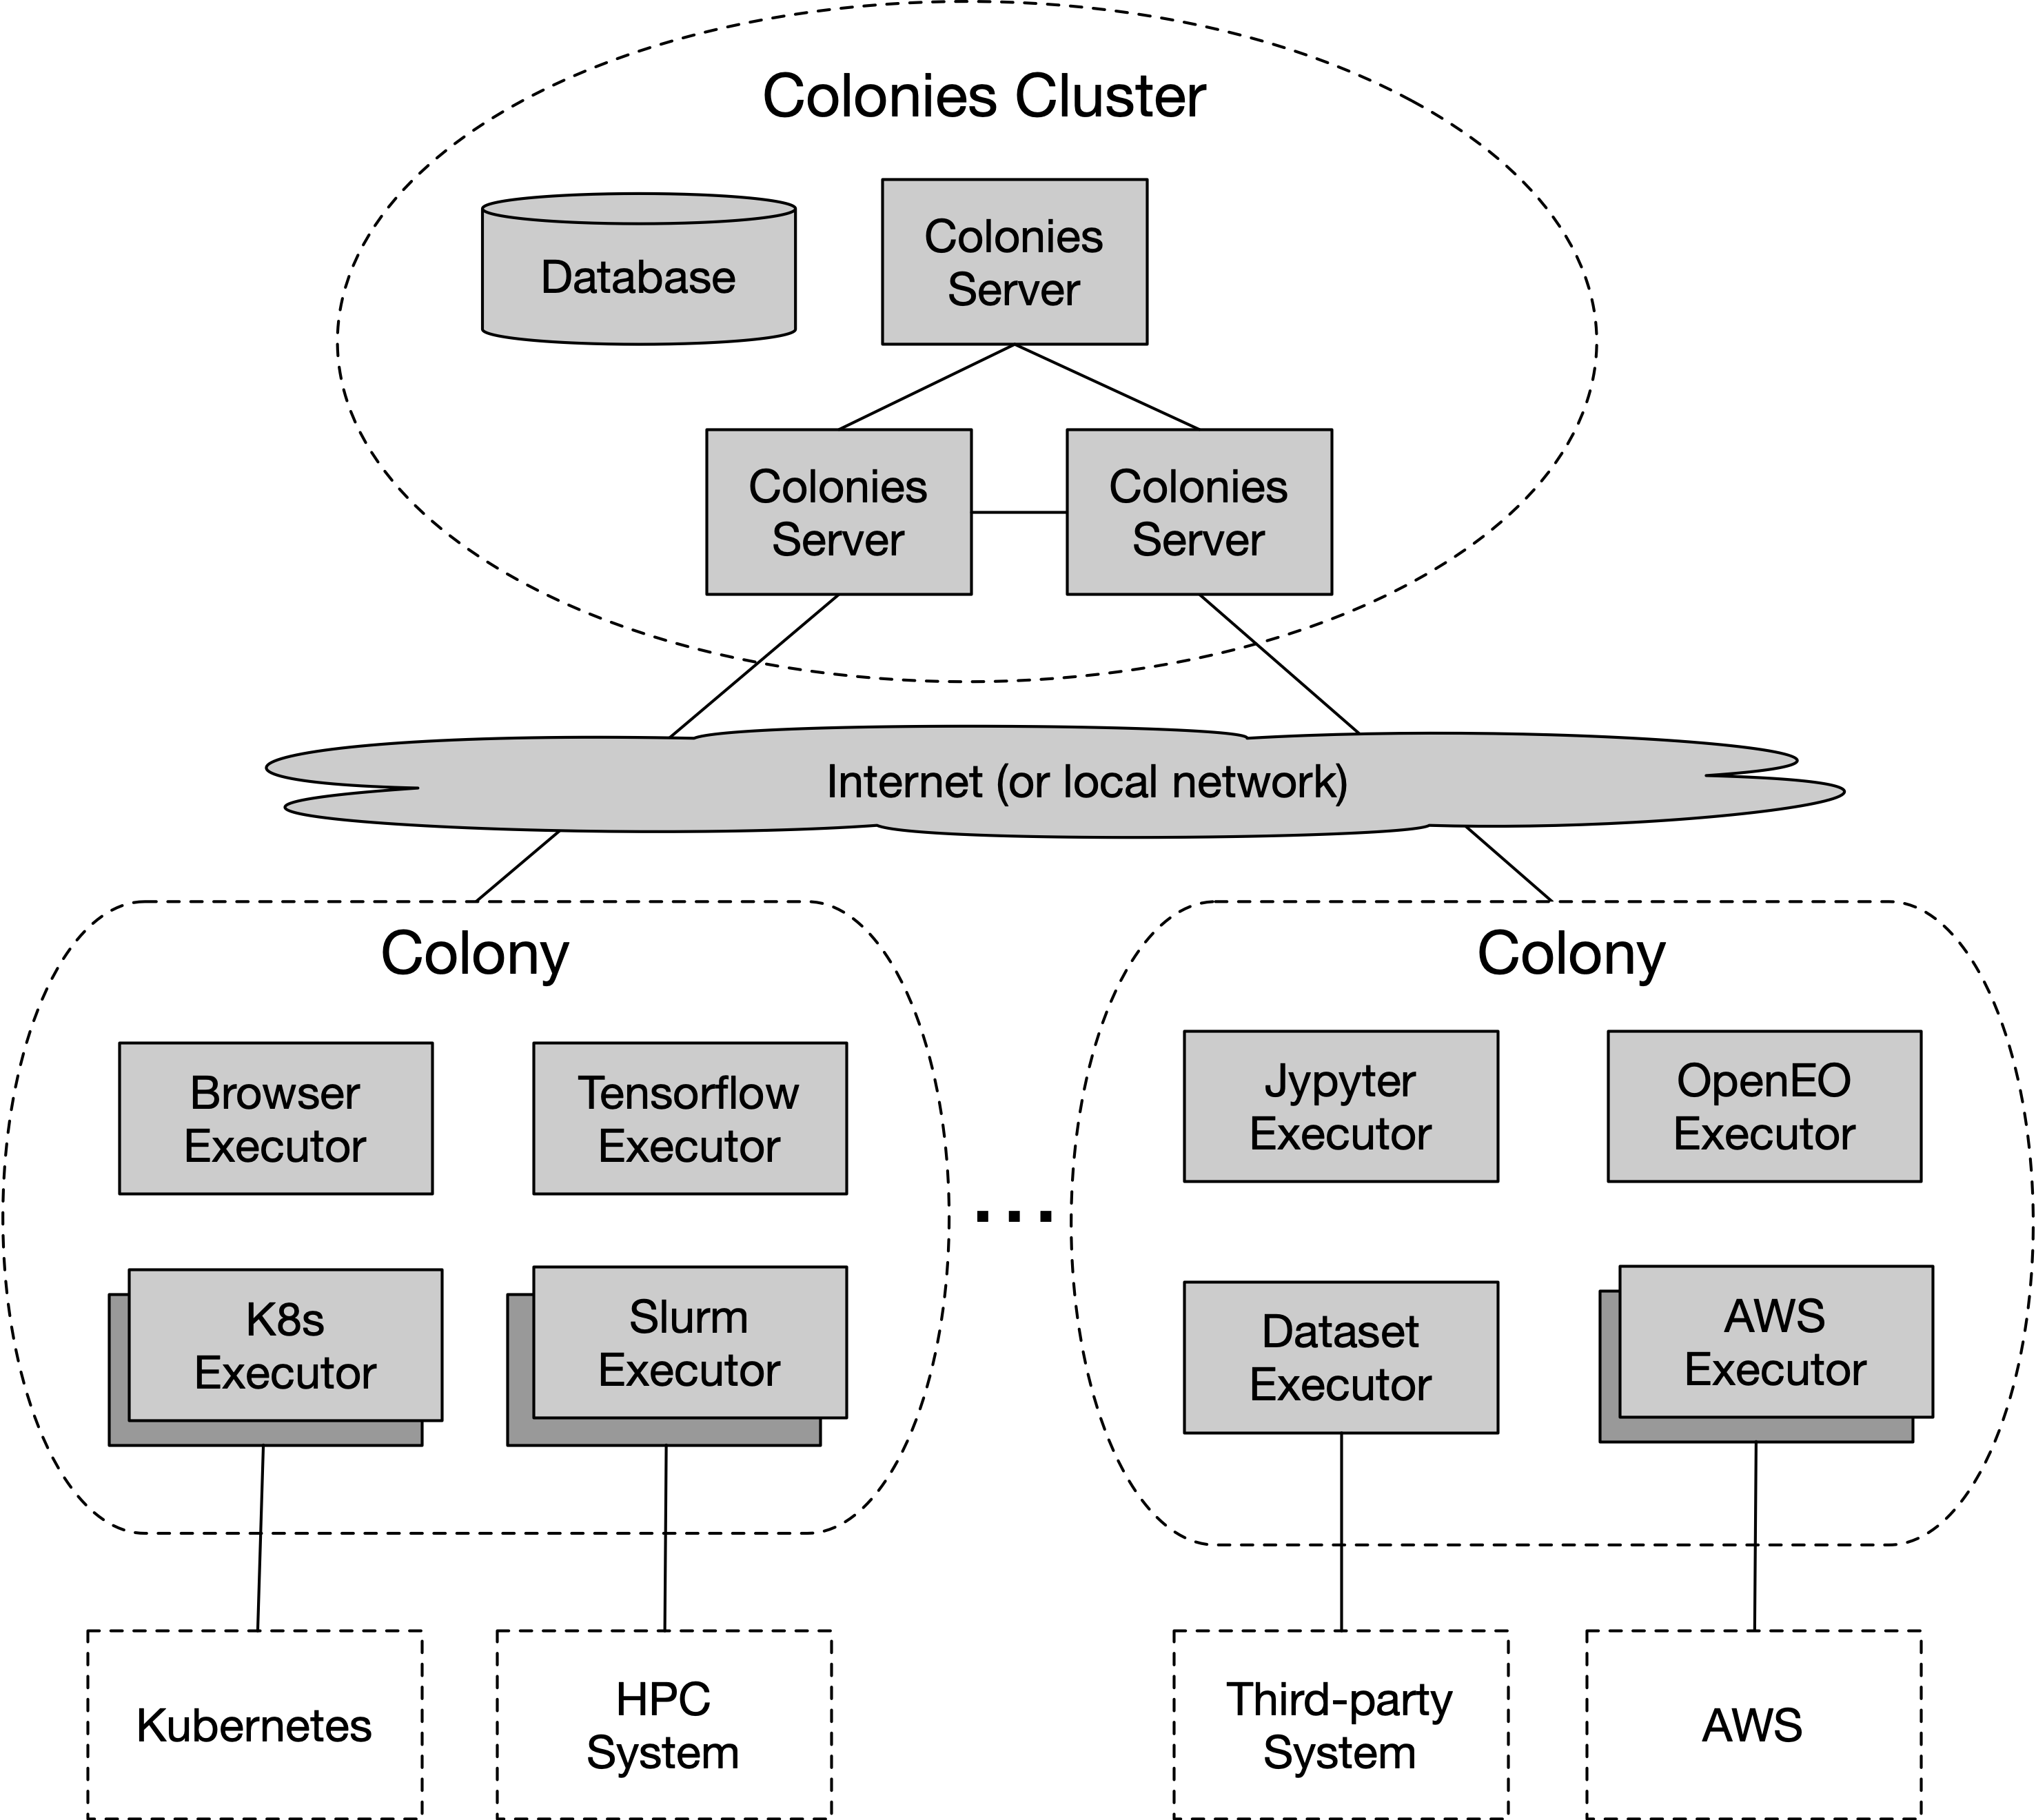 Colonies Cluster
Database
Colonies
Server
Colonies
Server
Colonies
Server
Internet (or local network)
Colony
Browser
Executor
Tensorflow
Executor
K8s
Executor
Slurm
Executor
...
Colony
Jypyter
Executor
OpenEO
Executor
Dataset
Executor
AWS
Executor
Kubernetes
HPC
System
Third-party
System
AWS